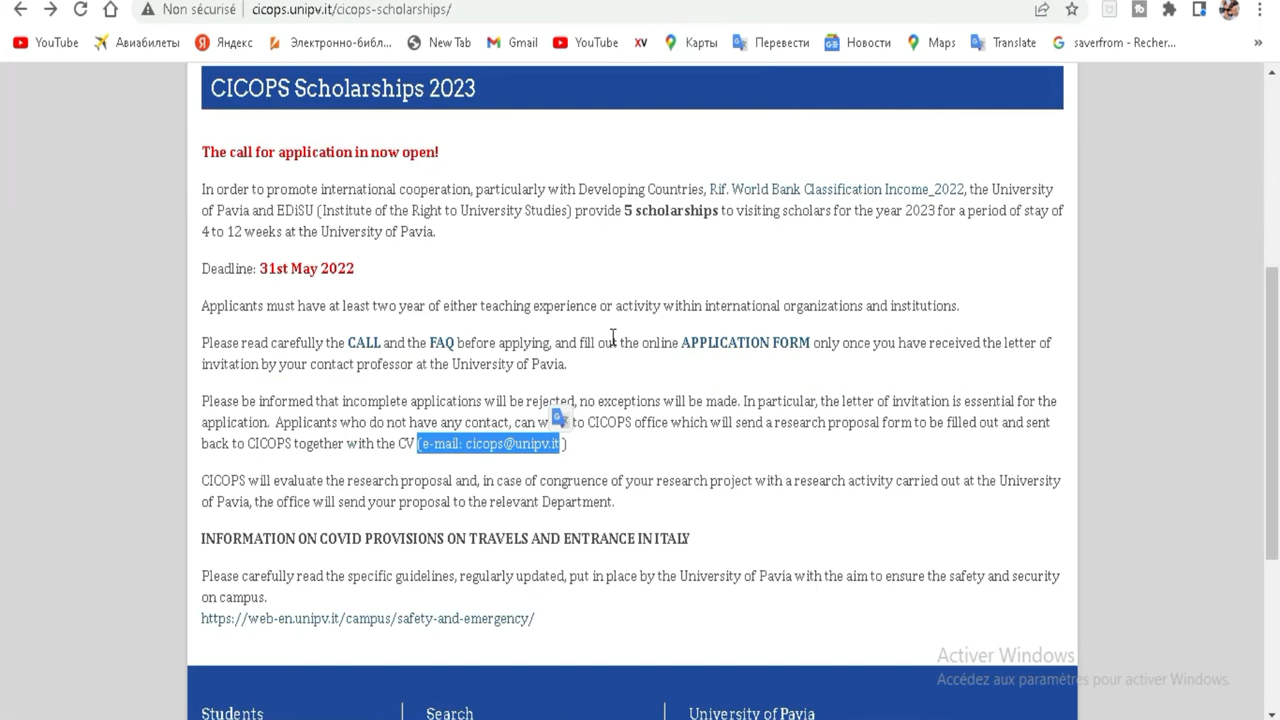 Non sécurisé cicops.unipv.it/cicops-scholarships/
YouTube Авиабилеты Яндекс Электронно-библ... New Tab Gmail YouTube XV Карты Перевести Новости Maps Translate saverfrom - Recher... »
CICOPS Scholarships 2023
The call for application in now open!
In order to promote international cooperation, particularly with Developing Countries, Rif. World Bank Classification Income_2022, the University
of Pavia and EDiSU (Institute of the Right to University Studies) provide 5 scholarships to visiting scholars for the year 2023 for a period of stay of
4 to 12 weeks at the University of Pavia.
Deadline: 31st May 2022
Applicants must have at least two year of either teaching experience or activity within international organizations and institutions.
Please read carefully the CALL and the FAQ before applying, and fill out the online APPLICATION FORM only once you have received the letter of
invitation by your contact professor at the University of Pavia.
Please be informed that incomplete applications will be rejected, no exceptions will be made. In particular, the letter of invitation is essential for the
application. Applicants who do not have any contact, can to CICOPS office which will send a research proposal form to be filled out and sent
back to CICOPS together with the CV (e-mail: cicops@unipv.it )
CICOPS will evaluate the research proposal and, in case of congruence of your research project with a research activity carried out at the University
of Pavia, the office will send your proposal to the relevant Department.
INFORMATION ON COVID PROVISIONS ON TRAVELS AND ENTRANCE IN ITALY
Please carefully read the specific guidelines, regularly updated, put in place by the University of Pavia with the aim to ensure the safety and security
on campus.
https://web-en.unipv.it/campus/safety-and-emergency/
Activer Windows
Accédez aux paramètres pour activer Windows.
Students Search University of Pavia